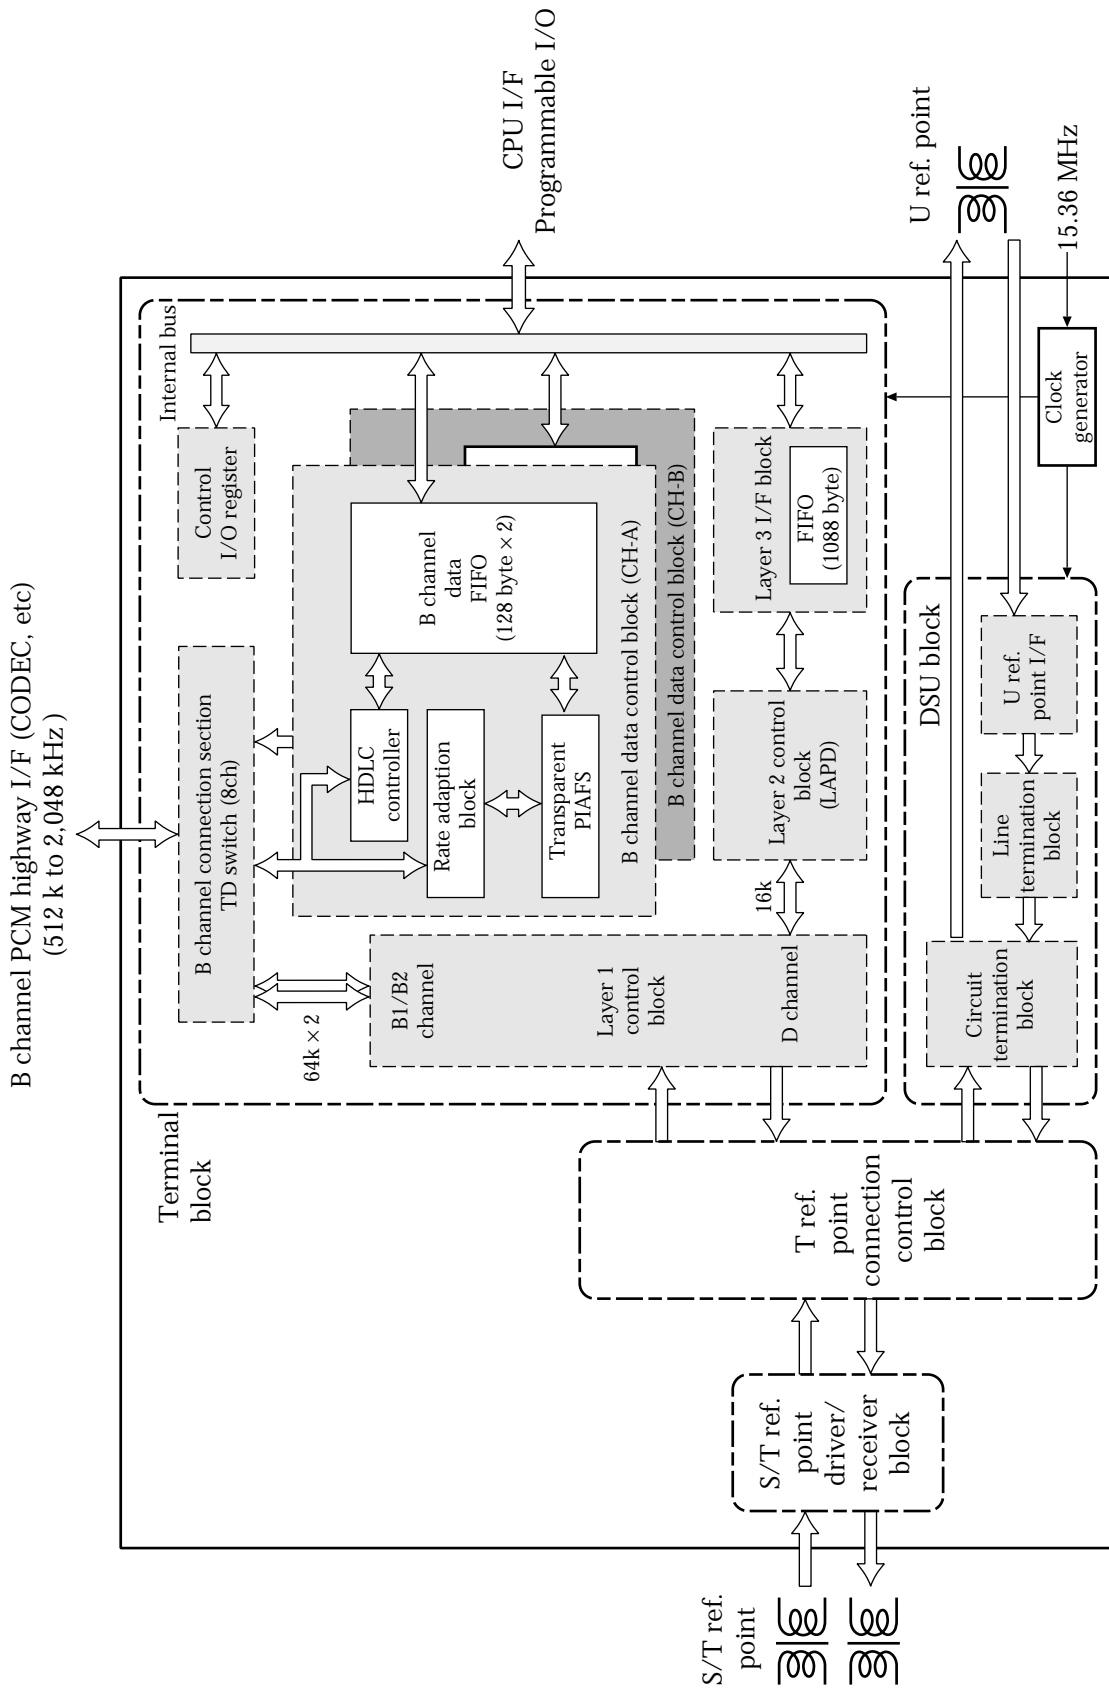 B channel PCM highway I/F (CODEC, etc)
(512 k to 2,048 kHz)
Terminal
block
Internal bus
B channel connection section
TD switch (8ch)
Control
I/O register
64k × 2
B1/B2
channel
Layer 1
control
block
D channel
HDLC
controller
Rate adaption
block
Transparent
PIAFS
B channel
data
FIFO
(128 byte × 2)
B channel data control block (CH-A)
B channel data control block (CH-B)
16k
Layer 2 control
block
(LAPD)
Layer 3 I/F block
FIFO
(1088 byte)
CPU I/F
Programmable I/O
S/T ref.
point
S/T ref.
point
driver/
receiver
block
T ref.
point
connection
control
block
DSU block
Circuit
termination
block
Line
termination
block
U ref.
point I/F
Clock
generator
U ref. point
15.36 MHz